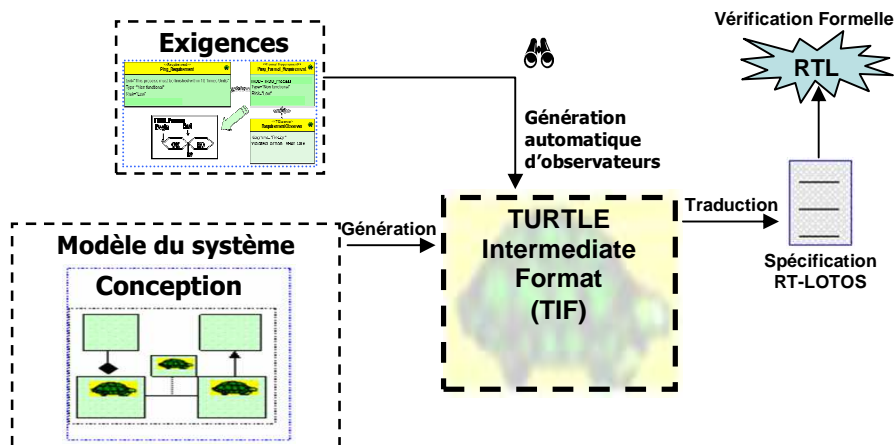 Exigences
Vérification Formelle
RTL
Génération
automatique
d'observateurs
Modèle du système
Conception
Génération
TURTLE
Intermediate
Format
(TIF)
Traduction
Spécification
RT-LOTOS